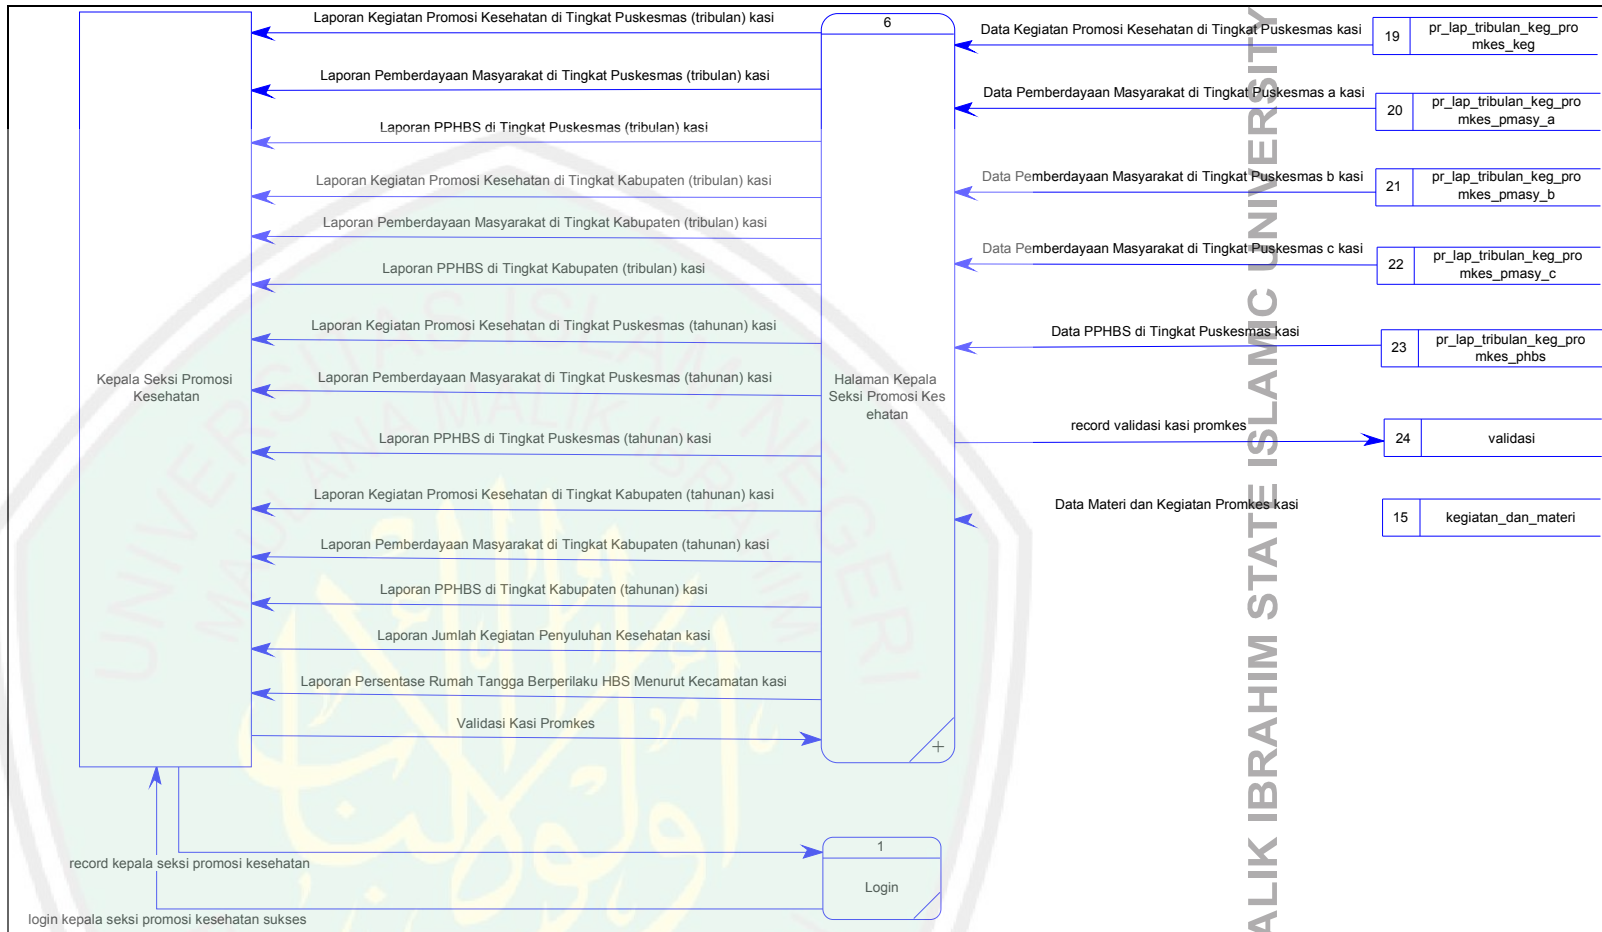 Laporan Kegiatan Promosi Kesehatan di Tingkat Puskesmas (tribulan) kasi
Laporan Pemberdayaan Masyarakat di Tingkat Puskesmas (tribulan) kasi
Laporan PPHBS di Tingkat Puskesmas (tribulan) kasi
Laporan Kegiatan Promosi Kesehatan di Tingkat Kabupaten (tribulan) kasi
Laporan Pemberdayaan Masyarakat di Tingkat Kabupaten (tribulan) kasi
Laporan PPHBS di Tingkat Kabupaten (tribulan) kasi
Laporan Kegiatan Promosi Kesehatan di Tingkat Puskesmas (tahunan) kasi
Laporan Pemberdayaan Masyarakat di Tingkat Puskesmas (tahunan) kasi
Laporan PPHBS di Tingkat Puskesmas (tahunan) kasi
Laporan Kegiatan Promosi Kesehatan di Tingkat Kabupaten (tahunan) kasi
Laporan Pemberdayaan Masyarakat di Tingkat Kabupaten (tahunan) kasi
Laporan PPHBS di Tingkat Kabupaten (tahunan) kasi
Laporan Jumlah Kegiatan Penyuluhan Kesehatan kasi
Laporan Persentase Rumah Tangga Berperilaku HBS Menurut Kecamatan kasi
Validasi Kasi Promkes
Kepala Seksi Promosi
Kesehatan
6
Halaman Kepala
Seksi Promosi Kes
ehatan
+
Data Kegiatan Promosi Kesehatan di Tingkat Puskesmas kasi
19
pr_lap_tribulan_keg_pro
mkes_keg
Data Pemberdayaan Masyarakat di Tingkat Puskesmas a kasi
20
pr_lap_tribulan_keg_pro
mkes_pmasy_a
Data Pemberdayaan Masyarakat di Tingkat Puskesmas b kasi
21
pr_lap_tribulan_keg_pro
mkes_pmasy_b
Data Pemberdayaan Masyarakat di Tingkat Puskesmas c kasi
22
pr_lap_tribulan_keg_pro
mkes_pmasy_c
Data PPHBS di Tingkat Puskesmas kasi
23
pr_lap_tribulan_keg_pro
mkes_phbs
record validasi kasi promkes
24
validasi
Data Materi dan Kegiatan Promkes kasi
15
kegiatan_dan_materi
record kepala seksi promosi kesehatan
login kepala seksi promosi kesehatan sukses
1
Login
UNIVERSITAS ISLAM NEGERI
MAULANA MALIK IBRAHIM
ALIK IBRAHIM STATE ISLAMIC UNIVERSITY